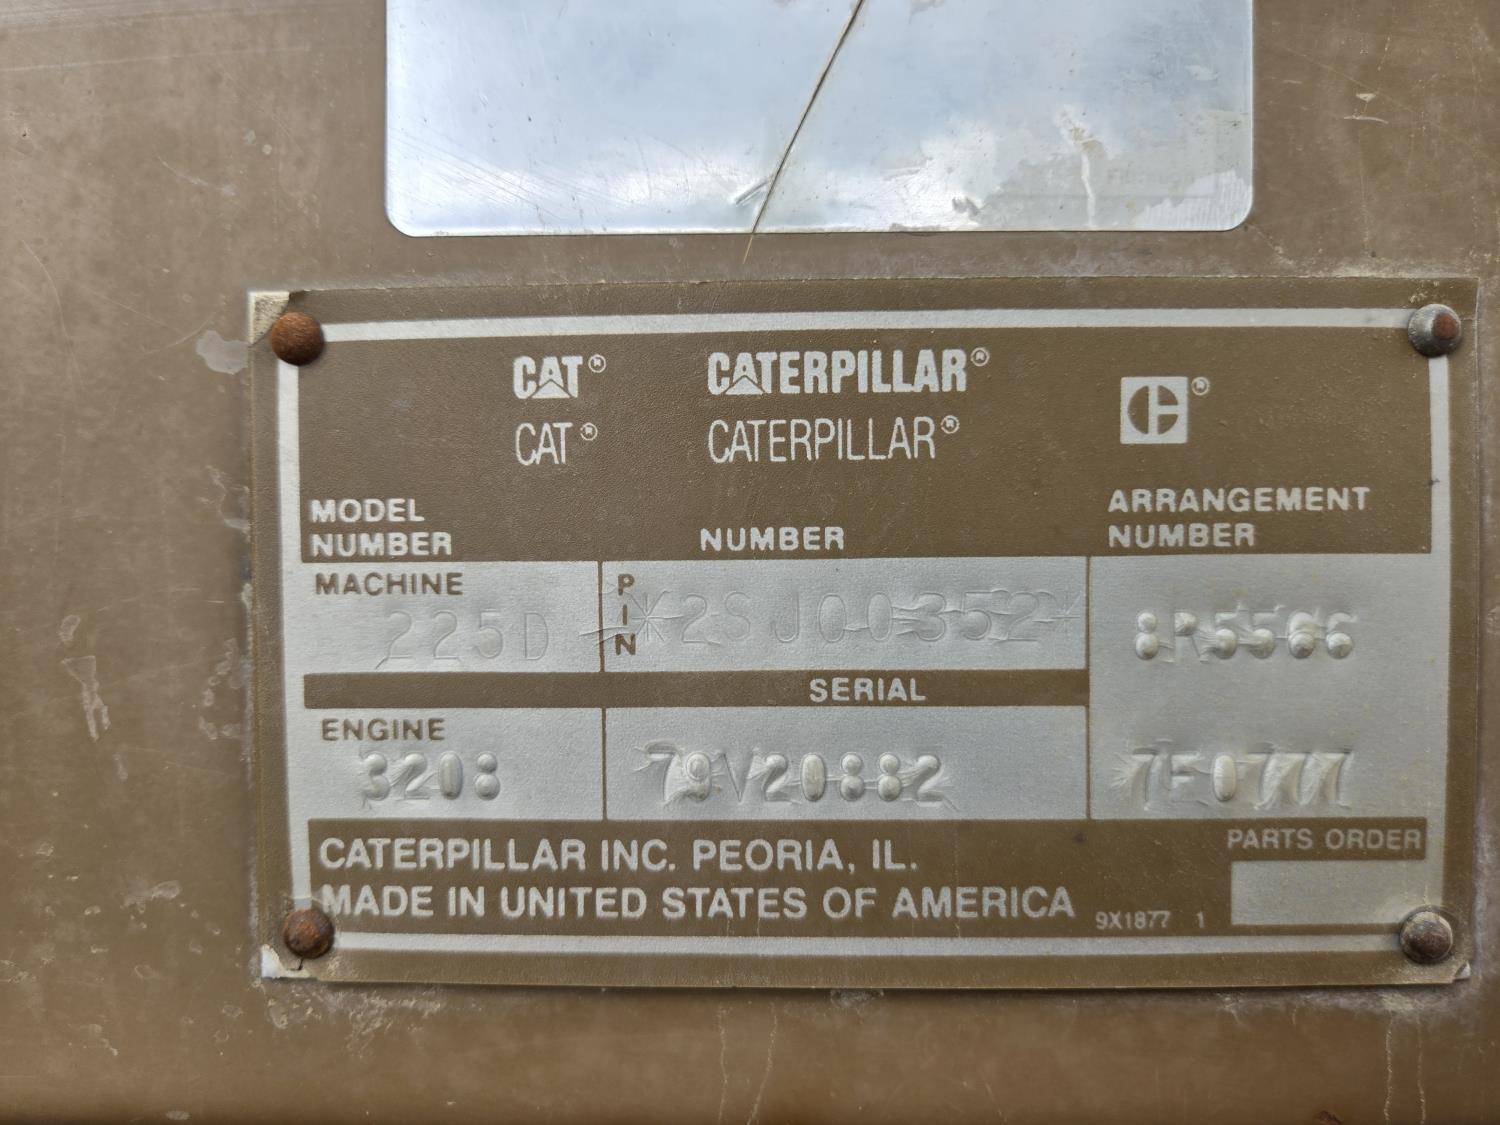 CAT® CATERPILLAR®
CAT® CATERPILLAR® C®
MODEL NUMBER NUMBER ARRANGEMENT NUMBER
MACHINE 225D PIN *2SJ00352* 8R5566
SERIAL
ENGINE 3208 79V20882 7E0777
CATERPILLAR INC. PEORIA, IL. PARTS ORDER
MADE IN UNITED STATES OF AMERICA 9X1877 1